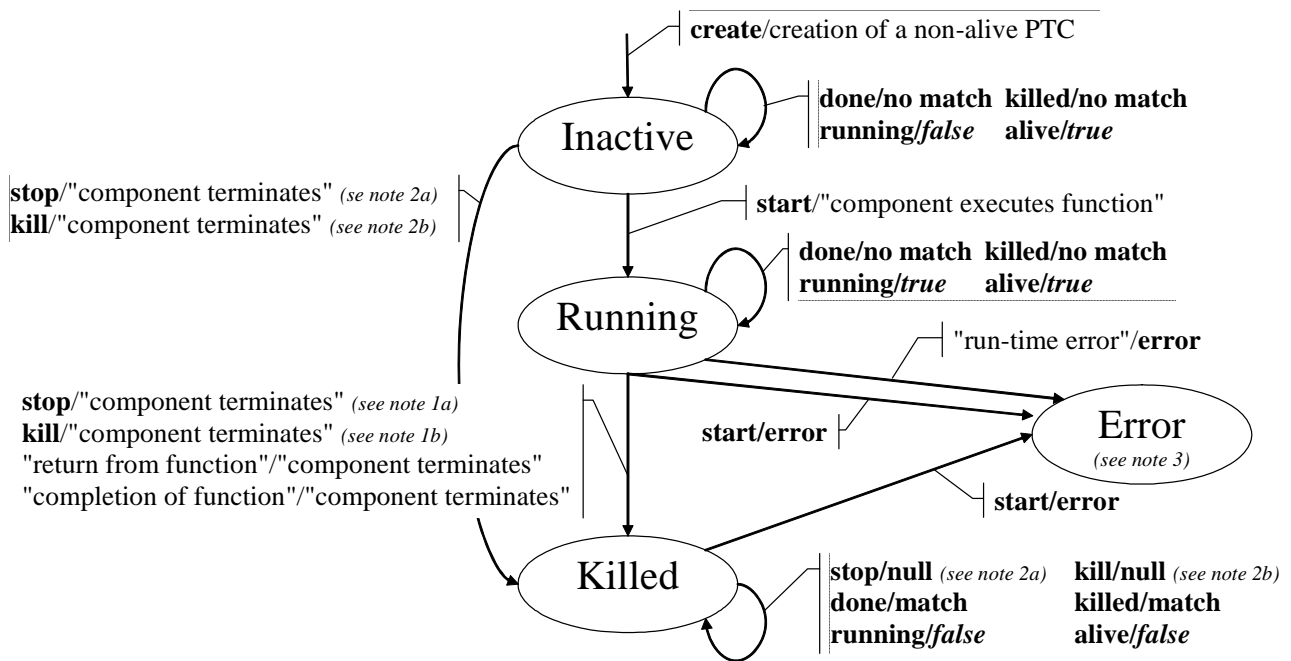 create/creation of a non-alive PTC
done/no match killed/no match
running/false alive/true
Inactive
stop/"component terminates" (se note 2a)
kill/"component terminates" (see note 2b)
start/"component executes function"
done/no match killed/no match
running/true alive/true
Running
"run-time error"/error
stop/"component terminates" (see note 1a)
kill/"component terminates" (see note 1b)
"return from function"/"component terminates"
"completion of function"/"component terminates"
start/error
Error
(see note 3)
start/error
Killed
stop/null (see note 2a) kill/null (see note 2b)
done/match killed/match
running/false alive/false